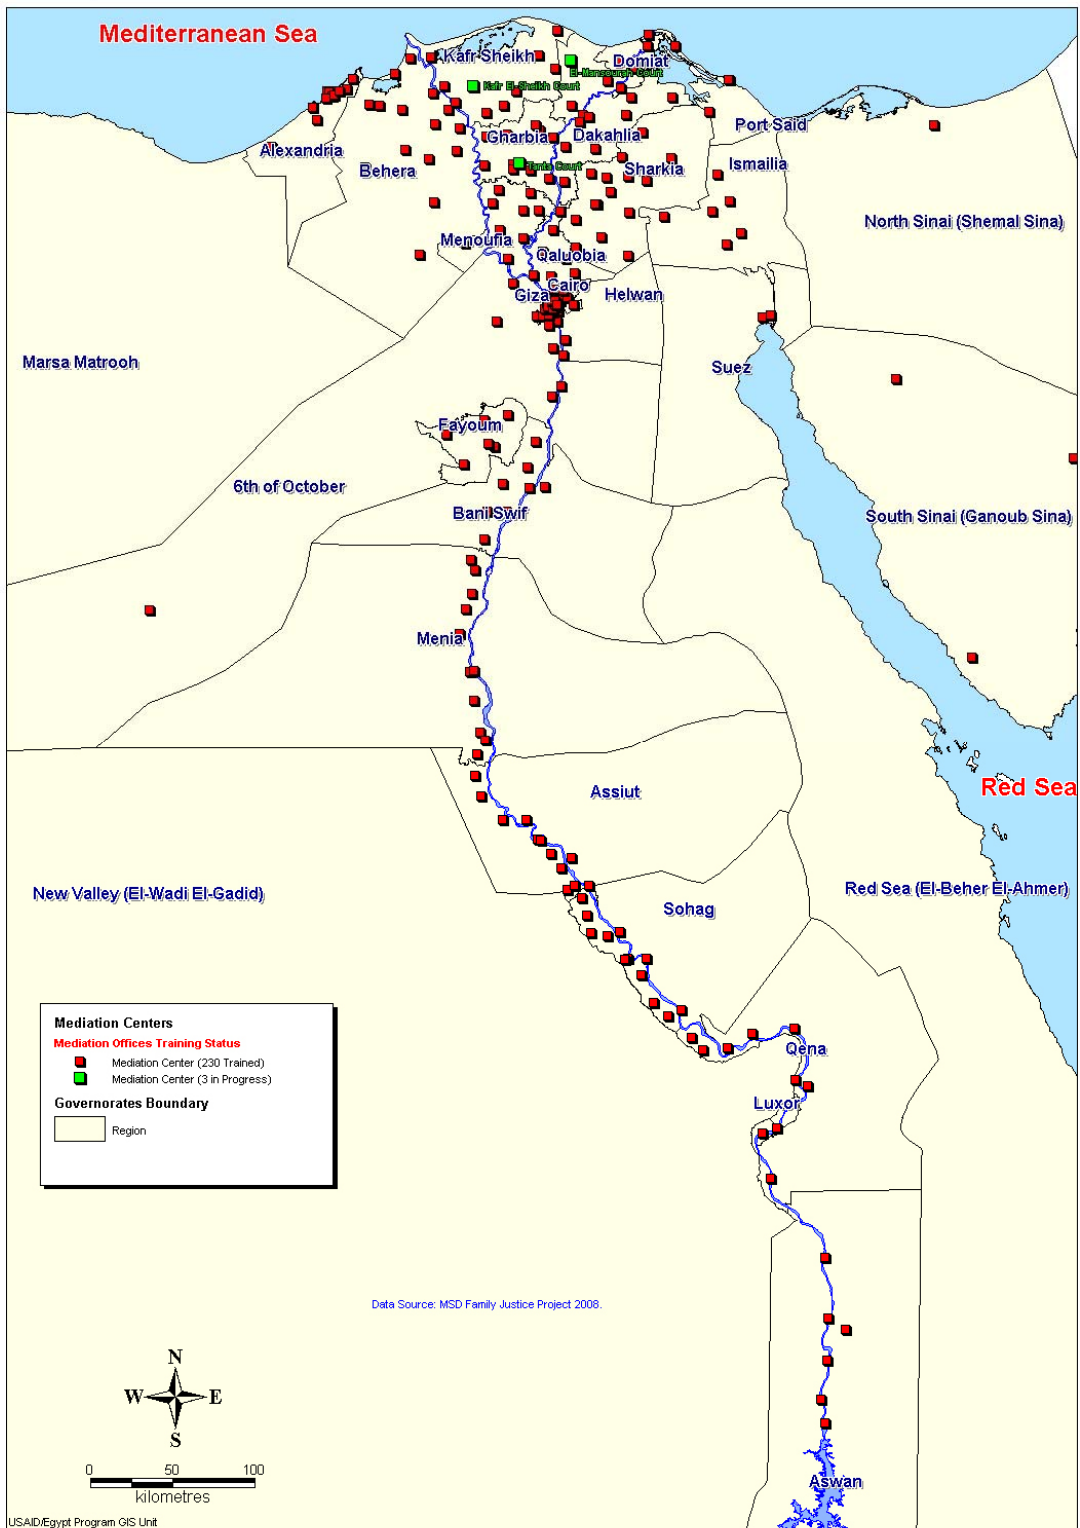 Mediterranean Sea
Kafr Sheikh
Domiat
El-Mansourah Court
Kafr El-Sheikh Court
Port Said
Gharbia
Dakahlia
Alexandria
Behera
Tanta Court
Sharkia
Ismailia
North Sinai (Shemal Sina)
Menoufia
Qaluobia
Cairo
Giza
Helwan
Marsa Matrooh
Suez
Fayoum
6th of October
Bani Swif
South Sinai (Ganoub Sina)
Menia
Red Sea
Assiut
New Valley (El-Wadi El-Gadid)
Red Sea (El-Beher El-Ahmer)
Sohag
Mediation Centers
Mediation Offices Training Status
Mediation Center (230 Trained)
Mediation Center (3 in Progress)
Governorates Boundary
Region
Qena
Luxor
Data Source: MSD Family Justice Project 2008.
N
W E
S
0 50 100
kilometres
Aswan
USAID/Egypt Program GIS Unit